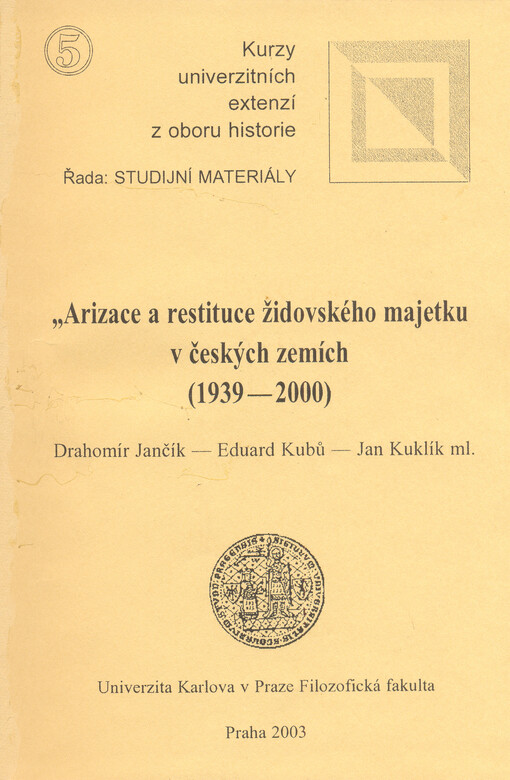 5
Kurzy
univerzitních
extenzí
z oboru historie
Řada: STUDIJNÍ MATERIÁLY
„Arizace a restituce židovského majetku
v českých zemích
(1939—2000)
Drahomír Jančík — Eduard Kubů — Jan Kuklík ml.
Univerzita Karlova v Praze Filozofická fakulta
Praha 2003